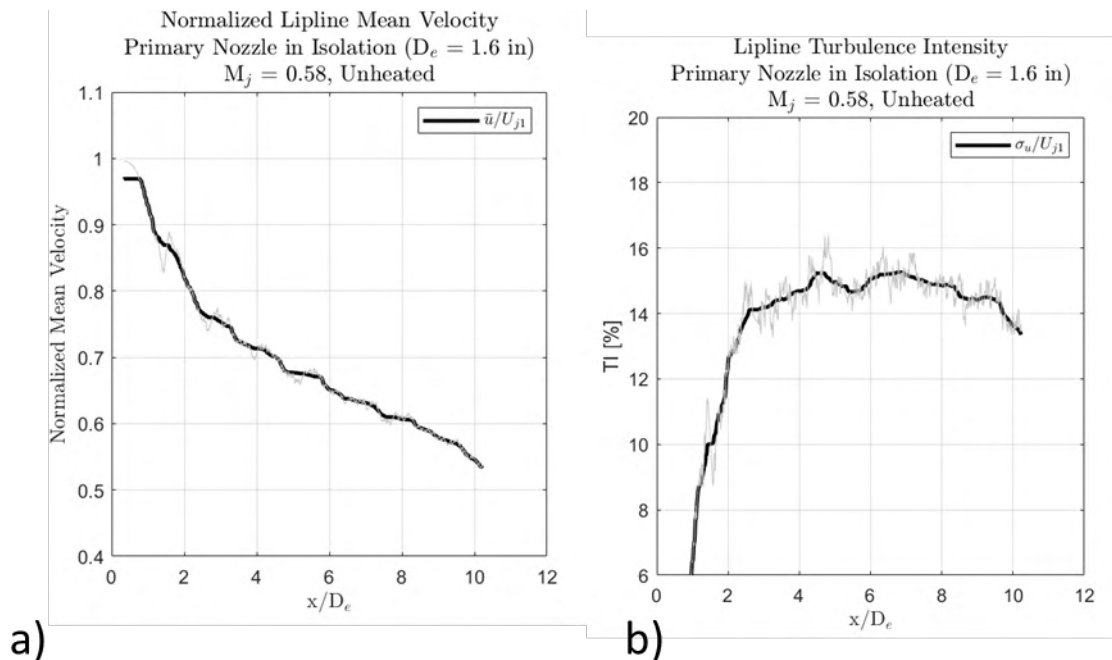 Normalized Lipline Mean Velocity
Primary Nozzle in Isolation (Dₑ = 1.6 in)
Mⱼ = 0.58, Unheated
1.1
1
0.9
0.8
0.7
0.6
0.5
0.4
Normalized Mean Velocity
ū/Uⱼ₁
0 2 4 6 8 10 12
x/Dₑ
a)
Lipline Turbulence Intensity
Primary Nozzle in Isolation (Dₑ = 1.6 in)
Mⱼ = 0.58, Unheated
20
18
16
14
12
10
8
6
TI [%]
σᵤ/Uⱼ₁
0 2 4 6 8 10 12
x/Dₑ
b)